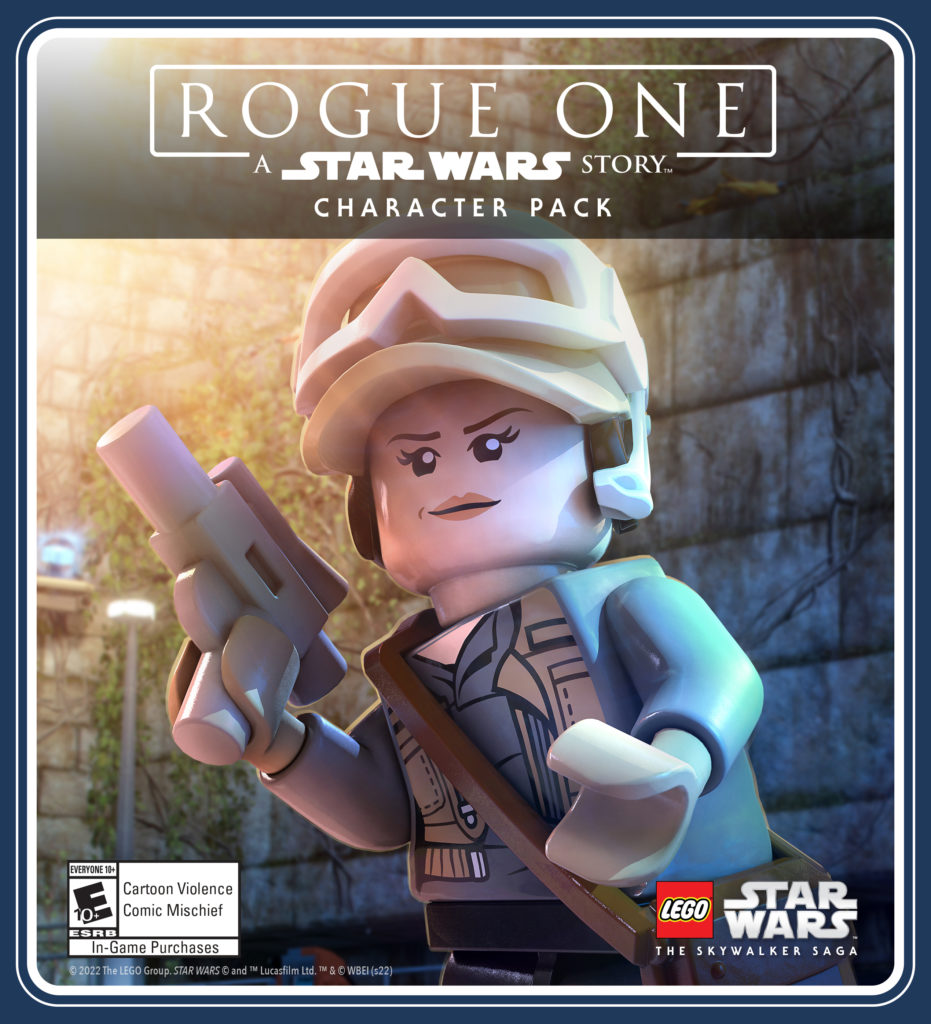 ROGUE ONE
A STAR WARS STORY™
CHARACTER PACK
EVERYONE 10+
E
10+
ESRB
Cartoon Violence
Comic Mischief
In-Game Purchases
© 2022 The LEGO Group. STAR WARS © and ™ Lucasfilm Ltd. ™ & © WBEI (s22)
LEGO
STAR
WARS™
THE SKYWALKER SAGA